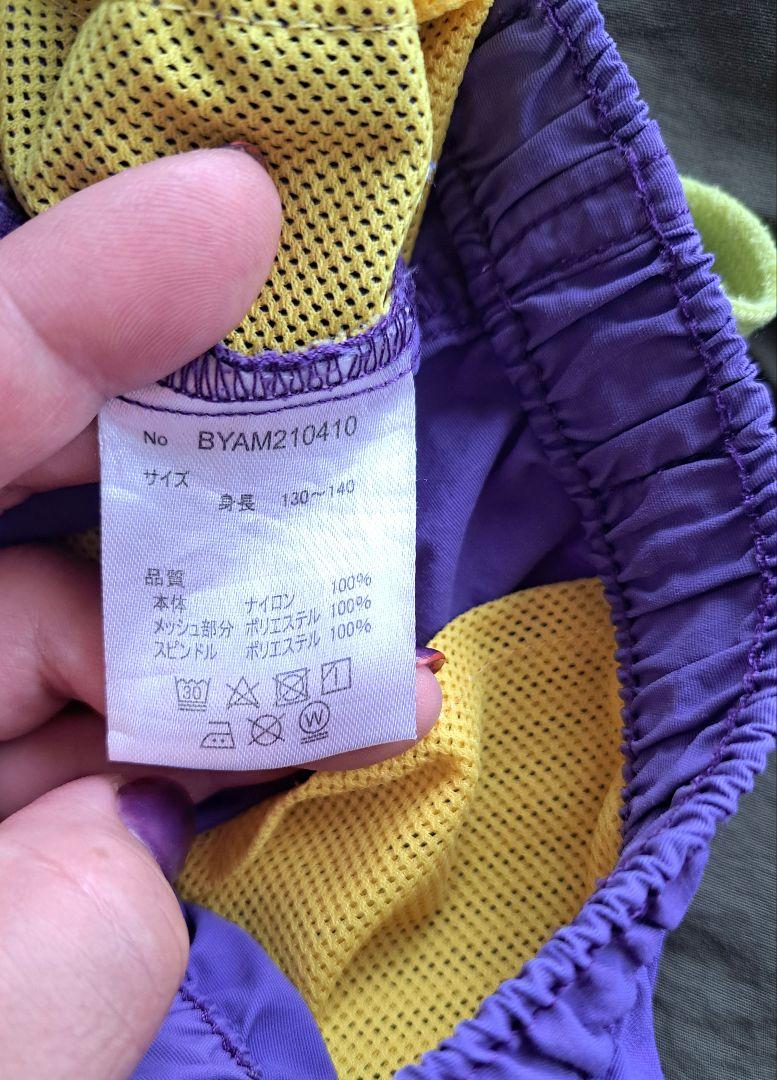 No BYAM210410
サイズ
身長 130～140
品質
本体 ナイロン 100%
メッシュ部分 ポリエステル 100%
スピンドル ポリエステル 100%
30
W